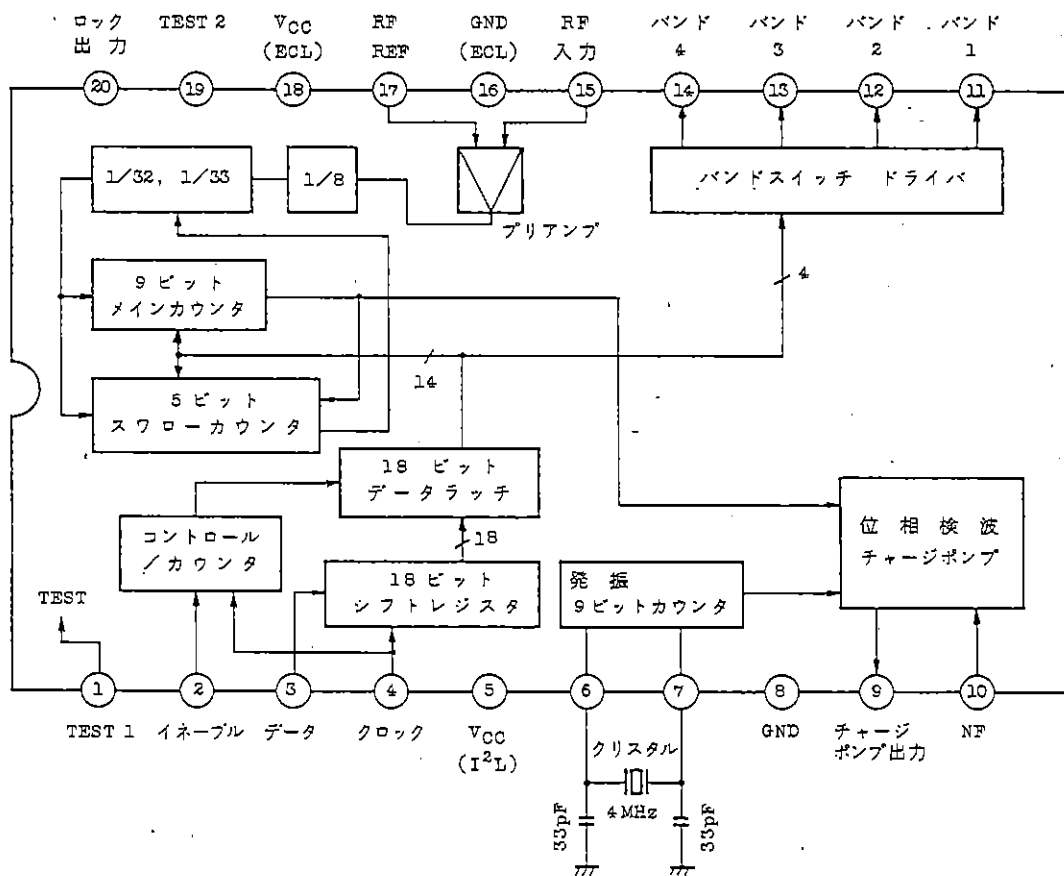 ロック
出 力
TEST 2
VCC
(ECL)
RF
REF
GND
(ECL)
RF
入力
バンド
4
バンド
3
バンド
2
バンド
1
20
19
18
17
16
15
14
13
12
11
1/32, 1/33
1/8
プリアンプ
バンドスイッチ ドライバ
4
9 ビット
メインカウンタ
14
5 ビット
スワローカウンタ
18 ビット
データラッチ
18
コントロール
/カウンタ
18 ビット
シフトレジスタ
発 振
9ビットカウンタ
位 相 検 波
チャージポンプ
TEST
1
2
3
4
5
6
7
8
9
10
TEST 1
イネーブル
データ
クロック
VCC
(I²L)
クリスタル
4MHz
33pF
33pF
GND
チャージ
ポンプ出力
NF